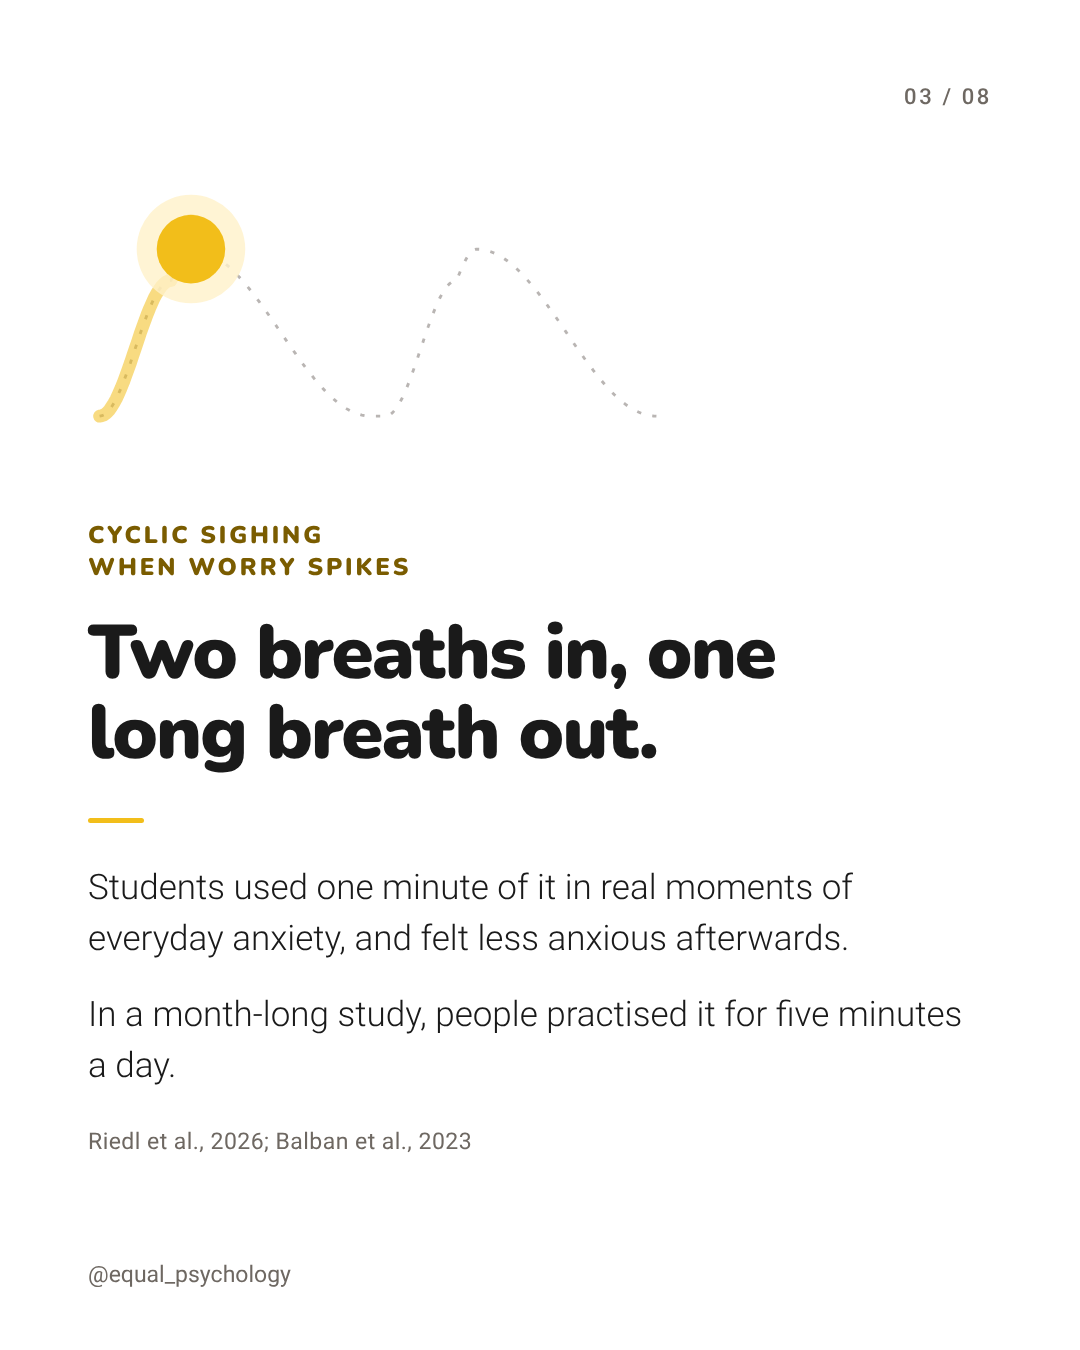 03 / 08
CYCLIC SIGHING
WHEN WORRY SPIKES
Two breaths in, one
long breath out.
Students used one minute of it in real moments of
everyday anxiety, and felt less anxious afterwards.
In a month-long study, people practised it for five minutes
a day.
Riedl et al., 2026; Balban et al., 2023
@equal_psychology